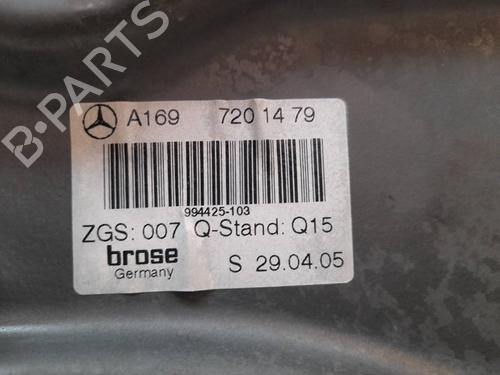 B-PARTS
A169 720 14 79
994425-103
ZGS: 007 Q-Stand: Q15
brose
Germany
S 29.04.05